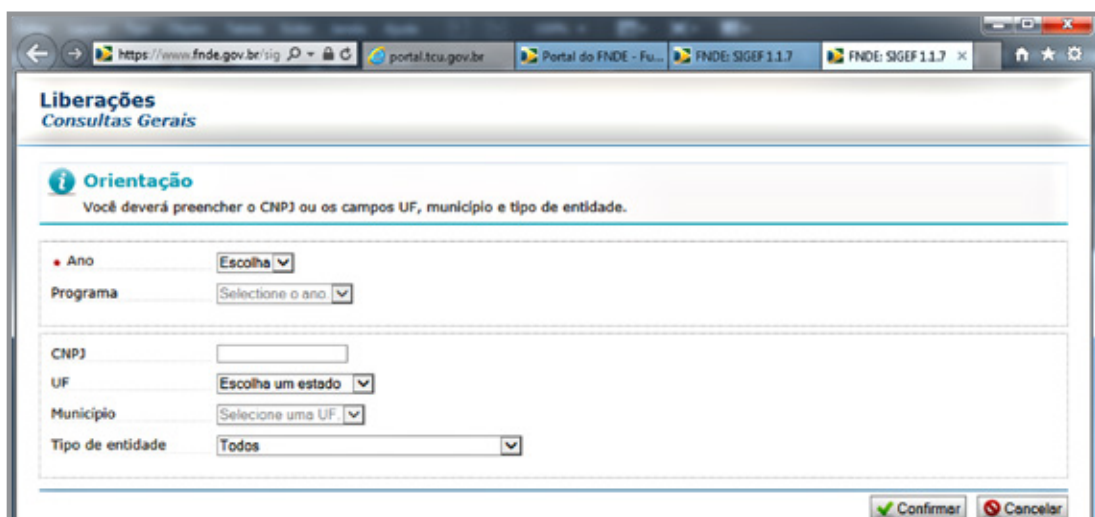 https://www.fnde.gov.br/sig portal.tcu.gov.br Portal do FNDE - Fu... FNDE: SIGEF 1.1.7 FNDE: SIGEF 1.1.7
Liberações
Consultas Gerais
Orientação
Você deverá preencher o CNPJ ou os campos UF, município e tipo de entidade.
• Ano Escolha
Programa Selectione o ano.
CNPJ
UF Escolha um estado
Município Selecione uma UF.
Tipo de entidade Todos
Confirmar Cancelar